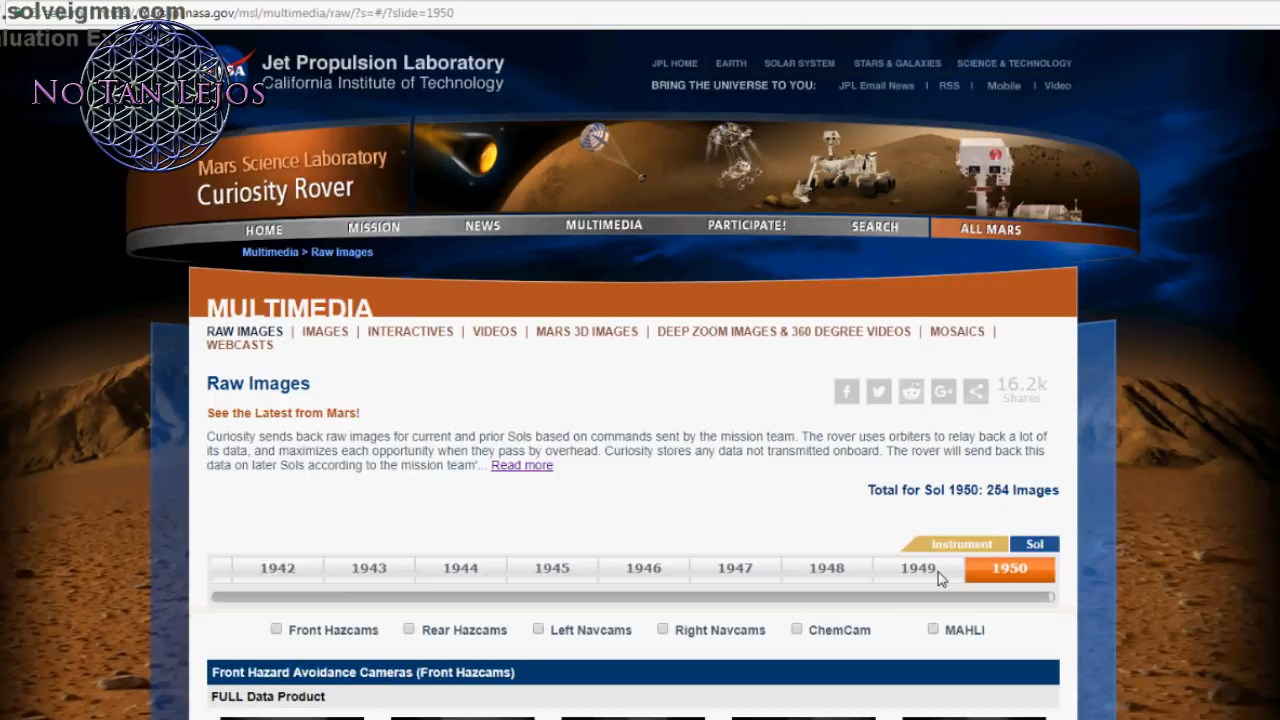 .solveigmm.com
nasa.gov/msl/multimedia/raw/?s=#/?slide=1950
aluation
No Tan Lejos
Jet Propulsion Laboratory
California Institute of Technology
JPL HOME EARTH SOLAR SYSTEM STARS & GALAXIES SCIENCE & TECHNOLOGY
BRING THE UNIVERSE TO YOU: JPL Email News | RSS | Mobile | Video
Mars Science Laboratory
Curiosity Rover
HOME MISSION NEWS MULTIMEDIA PARTICIPATE! SEARCH ALL MARS
Multimedia > Raw Images
MULTIMEDIA
RAW IMAGES | IMAGES | INTERACTIVES | VIDEOS | MARS 3D IMAGES | DEEP ZOOM IMAGES & 360 DEGREE VIDEOS | MOSAICS |
WEBCASTS
Raw Images
16.2k
Shares
See the Latest from Mars!
Curiosity sends back raw images for current and prior Sols based on commands sent by the mission team. The rover uses orbiters to relay back a lot of
its data, and maximizes each opportunity when they pass by overhead. Curiosity stores any data not transmitted onboard. The rover will send back this
data on later Sols according to the mission team'... Read more
Total for Sol 1950: 254 Images
Instrument Sol
1942 1943 1944 1945 1946 1947 1948 1949 1950
Front Hazcams Rear Hazcams Left Navcams Right Navcams ChemCam MAHLI
Front Hazard Avoidance Cameras (Front Hazcams)
FULL Data Product